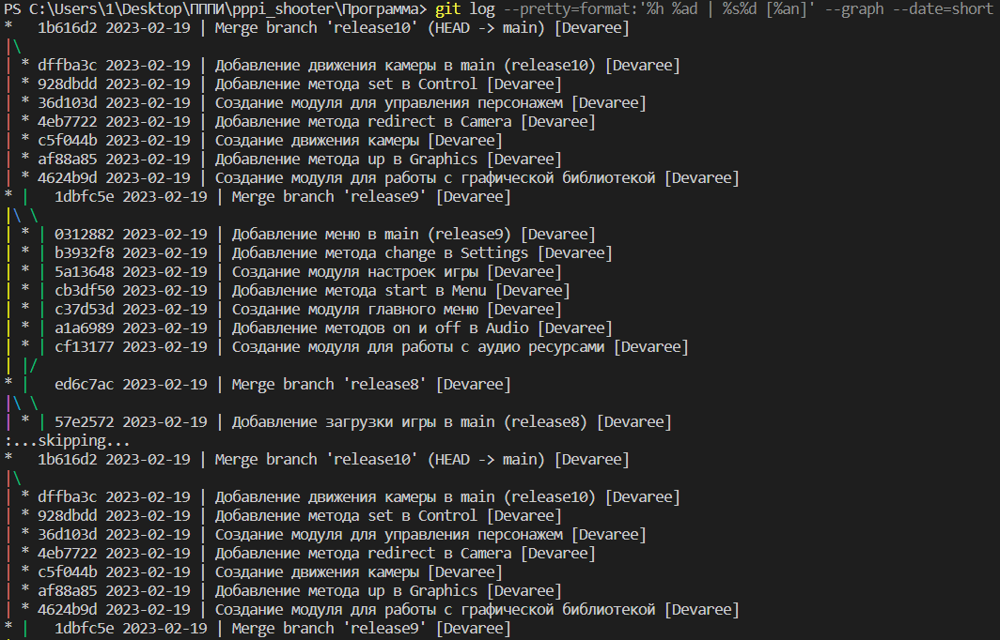 PS C:\Users\1\Desktop\ПППИ\pppi_shooter\Программа> git log --pretty=format:'%h %ad | %s%d [%an]' --graph --date=short
*   1b616d2 2023-02-19 | Merge branch 'release10' (HEAD -> main) [Devaree]
|\
| * dffba3c 2023-02-19 | Добавление движения камеры в main (release10) [Devaree]
| * 928dbdd 2023-02-19 | Добавление метода set в Control [Devaree]
| * 36d103d 2023-02-19 | Создание модуля для управления персонажем [Devaree]
| * 4eb7722 2023-02-19 | Добавление метода redirect в Camera [Devaree]
| * c5f044b 2023-02-19 | Создание движения камеры [Devaree]
| * af88a85 2023-02-19 | Добавление метода up в Graphics [Devaree]
| * 4624b9d 2023-02-19 | Создание модуля для работы с графической библиотекой [Devaree]
* |   1dbfc5e 2023-02-19 | Merge branch 'release9' [Devaree]
|\ \
| * | 0312882 2023-02-19 | Добавление меню в main (release9) [Devaree]
| * | b3932f8 2023-02-19 | Добавление метода change в Settings [Devaree]
| * | 5a13648 2023-02-19 | Создание модуля настроек игры [Devaree]
| * | cb3df50 2023-02-19 | Добавление метода start в Menu [Devaree]
| * | c37d53d 2023-02-19 | Создание модуля главного меню [Devaree]
| * | a1a6989 2023-02-19 | Добавление методов on и off в Audio [Devaree]
| * | cf13177 2023-02-19 | Создание модуля для работы с аудио ресурсами [Devaree]
| |/
* |   ed6c7ac 2023-02-19 | Merge branch 'release8' [Devaree]
|\ \
| * | 57e2572 2023-02-19 | Добавление загрузки игры в main (release8) [Devaree]
:...skipping...
*   1b616d2 2023-02-19 | Merge branch 'release10' (HEAD -> main) [Devaree]
|\
| * dffba3c 2023-02-19 | Добавление движения камеры в main (release10) [Devaree]
| * 928dbdd 2023-02-19 | Добавление метода set в Control [Devaree]
| * 36d103d 2023-02-19 | Создание модуля для управления персонажем [Devaree]
| * 4eb7722 2023-02-19 | Добавление метода redirect в Camera [Devaree]
| * c5f044b 2023-02-19 | Создание движения камеры [Devaree]
| * af88a85 2023-02-19 | Добавление метода up в Graphics [Devaree]
| * 4624b9d 2023-02-19 | Создание модуля для работы с графической библиотекой [Devaree]
* |   1dbfc5e 2023-02-19 | Merge branch 'release9' [Devaree]